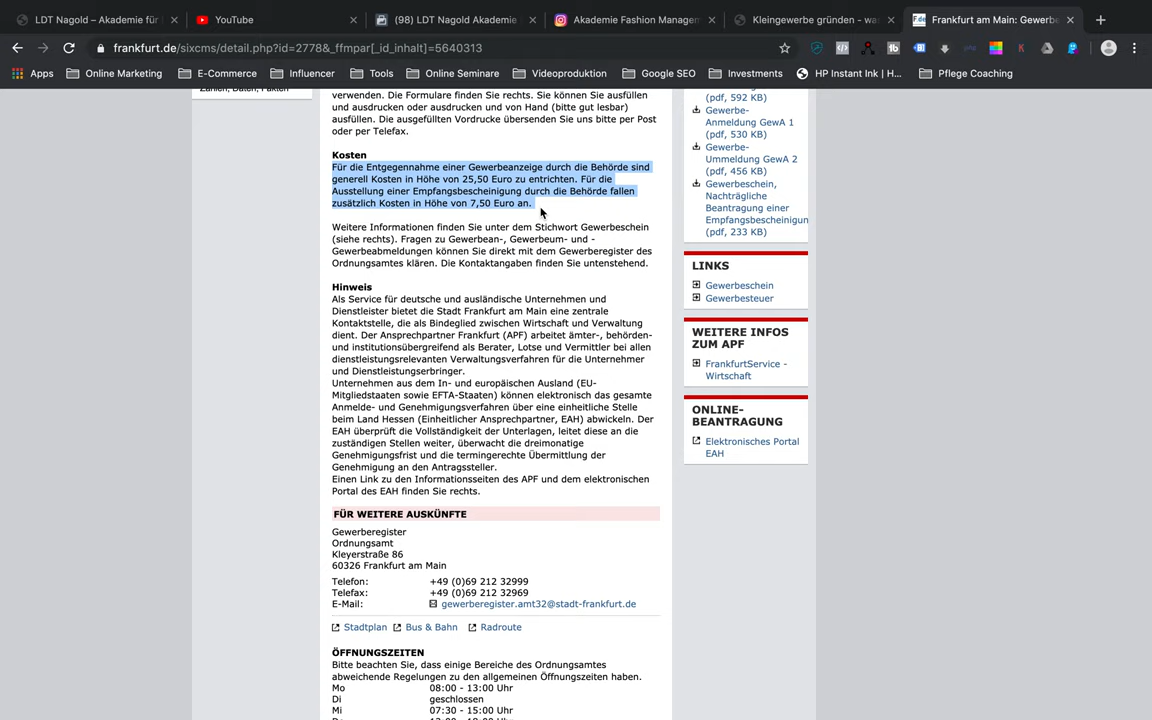 LDT Nagold – Akademie für
YouTube
(98) LDT Nagold Akademie
Akademie Fashion Managem
Kleingewerbe gründen - was
Frankfurt am Main: Gewerbe
frankfurt.de/sixcms/detail.php?id=2778&_ffmpar[_id_inhalt]=5640313
Apps
Online Marketing
E-Commerce
Influencer
Tools
Online Seminare
Videoproduktion
Google SEO
Investments
HP Instant Ink | H...
Pflege Coaching
Zahlen, Daten, Fakten
verwenden. Die Formulare finden Sie rechts. Sie können Sie ausfüllen
und ausdrucken oder ausdrucken und von Hand (bitte gut lesbar)
ausfüllen. Die ausgefüllten Vordrucke übersenden Sie uns bitte per Post
oder per Telefax.
Kosten
Für die Entgegennahme einer Gewerbeanzeige durch die Behörde sind
generell Kosten in Höhe von 25,50 Euro zu entrichten. Für die
Ausstellung einer Empfangsbescheinigung durch die Behörde fallen
zusätzlich Kosten in Höhe von 7,50 Euro an.
Weitere Informationen finden Sie unter dem Stichwort Gewerbeschein
(siehe rechts). Fragen zu Gewerbean-, Gewerbeum- und -
Gewerbeabmeldungen können Sie direkt mit dem Gewerberegister des
Ordnungsamtes klären. Die Kontaktangaben finden Sie untenstehend.
Hinweis
Als Service für deutsche und ausländische Unternehmen und
Dienstleister bietet die Stadt Frankfurt am Main eine zentrale
Kontaktstelle, die als Bindeglied zwischen Wirtschaft und Verwaltung
dient. Der Ansprechpartner Frankfurt (APF) arbeitet ämter-, behörden-
und institutionsübergreifend als Berater, Lotse und Vermittler bei allen
dienstleistungsrelevanten Verwaltungsverfahren für die Unternehmer
und Dienstleistungserbringer.
Unternehmen aus dem In- und europäischen Ausland (EU-
Mitgliedstaaten sowie EFTA-Staaten) können elektronisch das gesamte
Anmelde- und Genehmigungsverfahren über eine einheitliche Stelle
beim Land Hessen (Einheitlicher Ansprechpartner, EAH) abwickeln. Der
EAH überprüft die Vollständigkeit der Unterlagen, leitet diese an die
zuständigen Stellen weiter, überwacht die dreimonatige
Genehmigungsfrist und die termingerechte Übermittlung der
Genehmigung an den Antragssteller.
Einen Link zu den Informationsseiten des APF und dem elektronischen
Portal des EAH finden Sie rechts.
FÜR WEITERE AUSKÜNFTE
Gewerberegister
Ordnungsamt
Kleyerstraße 86
60326 Frankfurt am Main
Telefon: +49 (0)69 212 32999
Telefax: +49 (0)69 212 32969
E-Mail: gewerberegister.amt32@stadt-frankfurt.de
Stadtplan Bus & Bahn Radroute
ÖFFNUNGSZEITEN
Bitte beachten Sie, dass einige Bereiche des Ordnungsamtes
abweichende Regelungen zu den allgemeinen Öffnungszeiten haben.
Mo 08:00 - 13:00 Uhr
Di geschlossen
Mi 07:30 - 15:00 Uhr
(pdf, 592 KB)
Gewerbe-
Anmeldung GewA 1
(pdf, 530 KB)
Gewerbe-
Ummeldung GewA 2
(pdf, 456 KB)
Gewerbeschein,
Nachträgliche
Beantragung einer
Empfangsbescheinigun
(pdf, 233 KB)
LINKS
Gewerbeschein
Gewerbesteuer
WEITERE INFOS
ZUM APF
FrankfurtService -
Wirtschaft
ONLINE-
BEANTRAGUNG
Elektronisches Portal
EAH